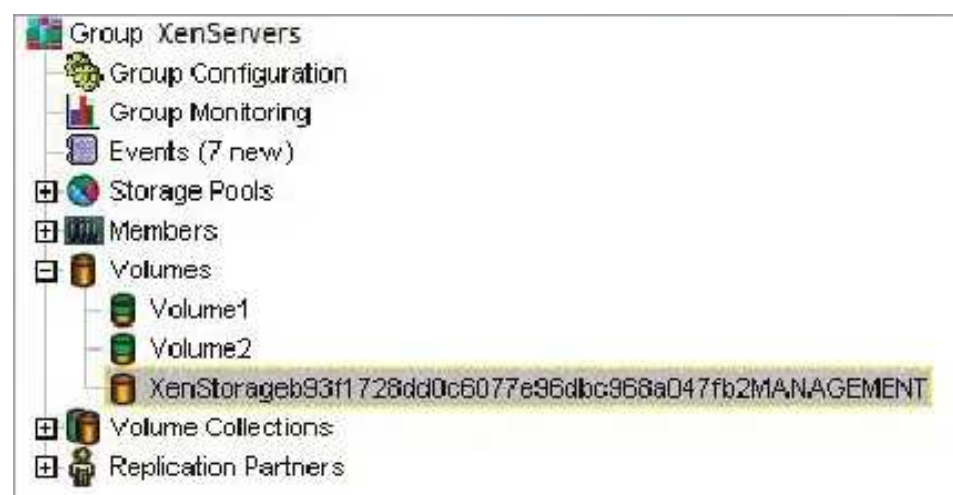 Group XenServers
Group Configuration
Group Monitoring
Events (7 new)
Storage Pools
Members
Volumes
Volume1
Volume2
XenStorageb93f1728dd0c6077e96dbc968a047fb2MANAGEMENT
Volume Collections
Replication Partners